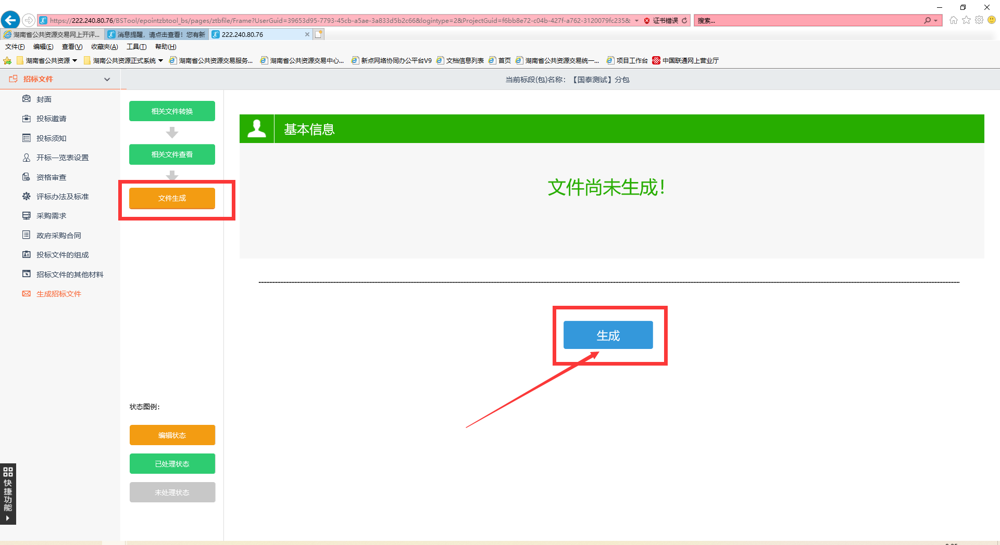 https://222.240.80.76/BSTool/epointzbtool_bs/pages/ztbfile/Frame?UserGuid=39653d95-7793-45cb-a5ae-3a833d5b2c66&logintype=2&ProjectGuid=f6bb8e72-c04b-427f-a762-3120079fc235& 证书错误 搜索...
湖南省公共资源交易网上开评... 消息提醒，请点击查看！您有新 222.240.80.76
文件(F) 编辑(E) 查看(V) 收藏夹(A) 工具(T) 帮助(H)
湖南省公共资源 湖南公共资源正式系统 湖南省公共资源交易服务... 湖南省公共资源交易中心... 新点网络协同办公平台V9 文档信息列表 首页 湖南省公共资源交易统一... 项目工作台 中国联通网上营业厅
招标文件
当前标段(包)名称：【国泰测试】分包
封面
投标邀请
投标须知
开标一览表设置
资格审查
评标办法及标准
采购需求
政府采购合同
投标文件的组成
招标文件的其他材料
生成招标文件
相关文件转换
相关文件查看
文件生成
基本信息
文件尚未生成！
生成
状态图例：
编辑状态
已处理状态
未处理状态
快捷功能